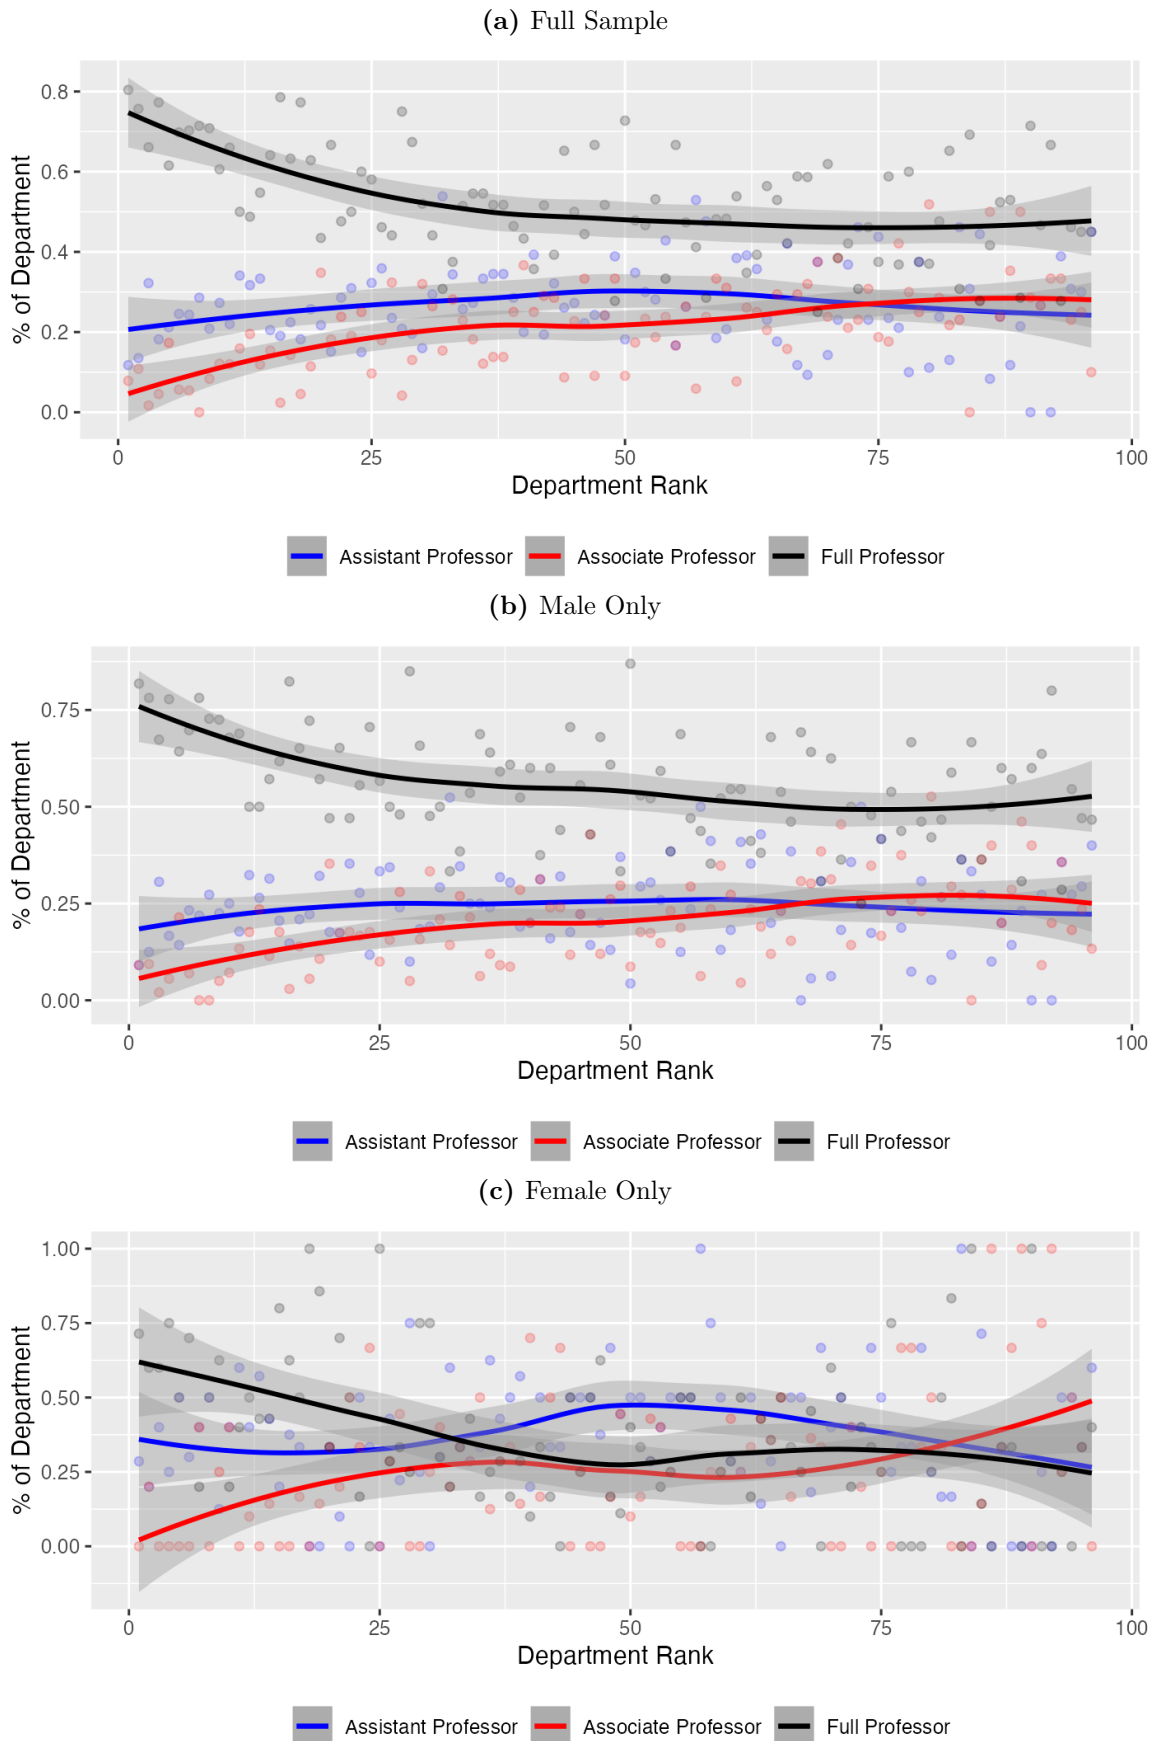 (a) Full Sample
0.8
0.6
0.4
0.2
0.0
% of Department
0 25 50 75 100
Department Rank
Assistant Professor Associate Professor Full Professor
(b) Male Only
0.75
0.50
0.25
0.00
% of Department
0 25 50 75 100
Department Rank
Assistant Professor Associate Professor Full Professor
(c) Female Only
1.00
0.75
0.50
0.25
0.00
% of Department
0 25 50 75 100
Department Rank
Assistant Professor Associate Professor Full Professor